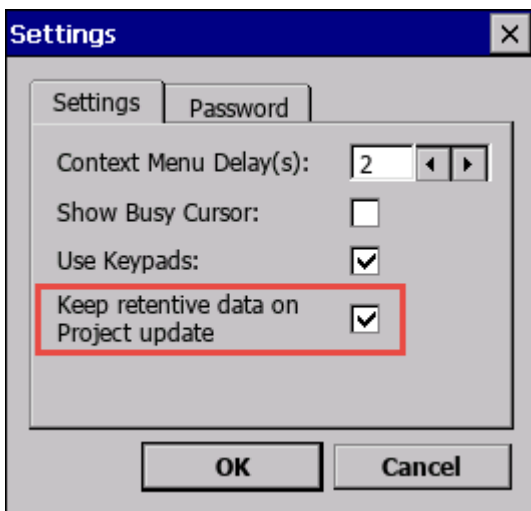 Settings
Settings Password
Context Menu Delay(s): 2
Show Busy Cursor:
Use Keypads:
Keep retentive data on
Project update
OK Cancel